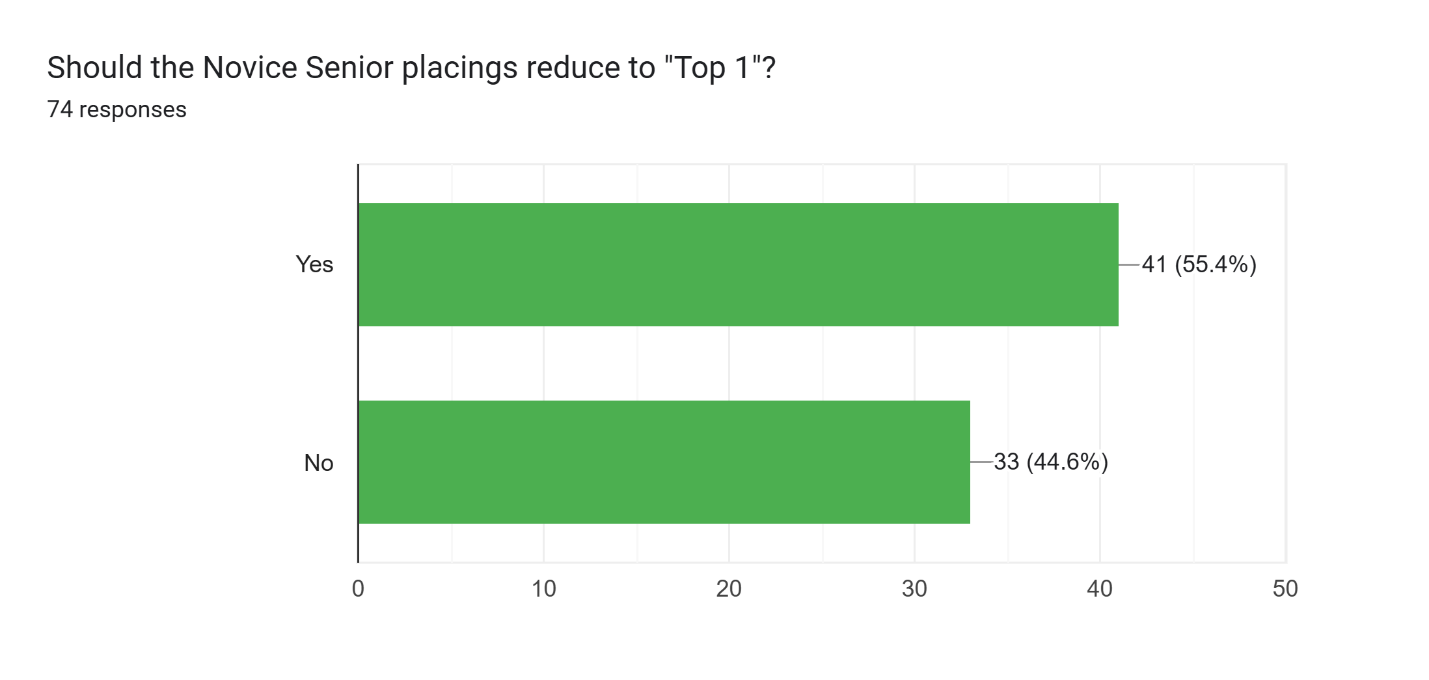 Should the Novice Senior placings reduce to "Top 1"?
74 responses
Yes
41 (55.4%)
No
33 (44.6%)
0 10 20 30 40 50